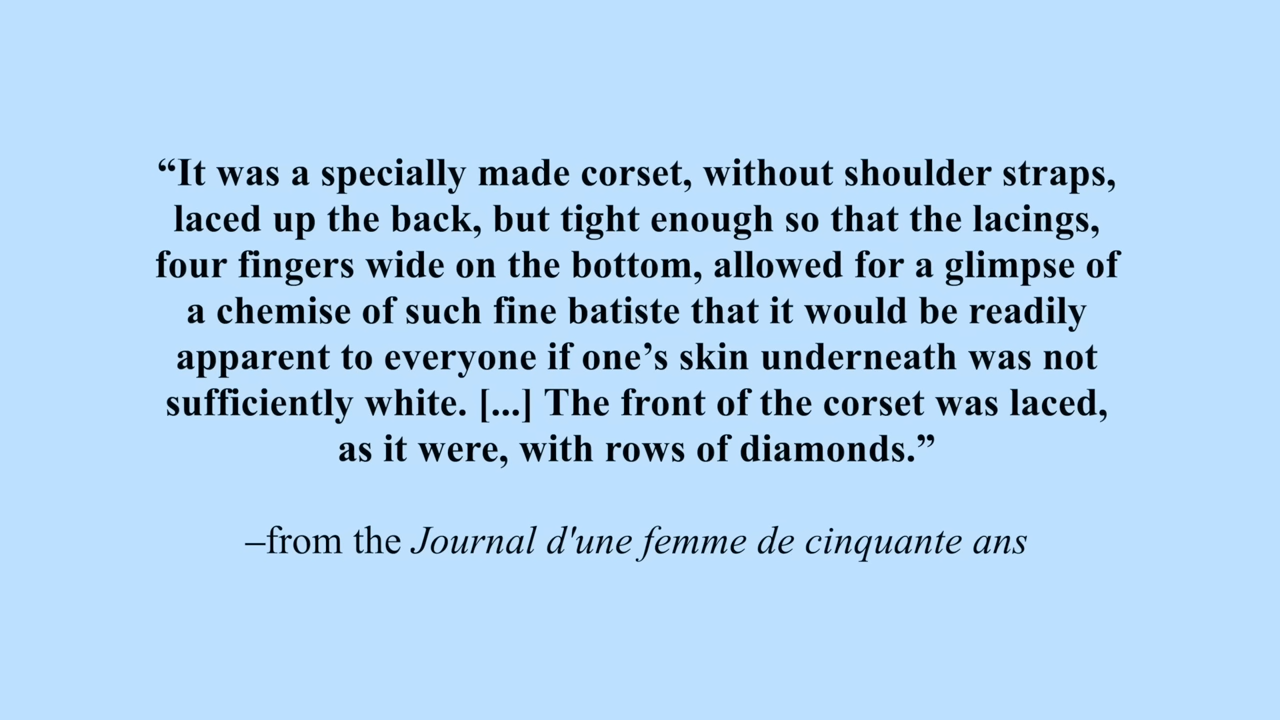 “It was a specially made corset, without shoulder straps,
laced up the back, but tight enough so that the lacings,
four fingers wide on the bottom, allowed for a glimpse of
a chemise of such fine batiste that it would be readily
apparent to everyone if one’s skin underneath was not
sufficiently white. [...] The front of the corset was laced,
as it were, with rows of diamonds.”
–from the Journal d'une femme de cinquante ans